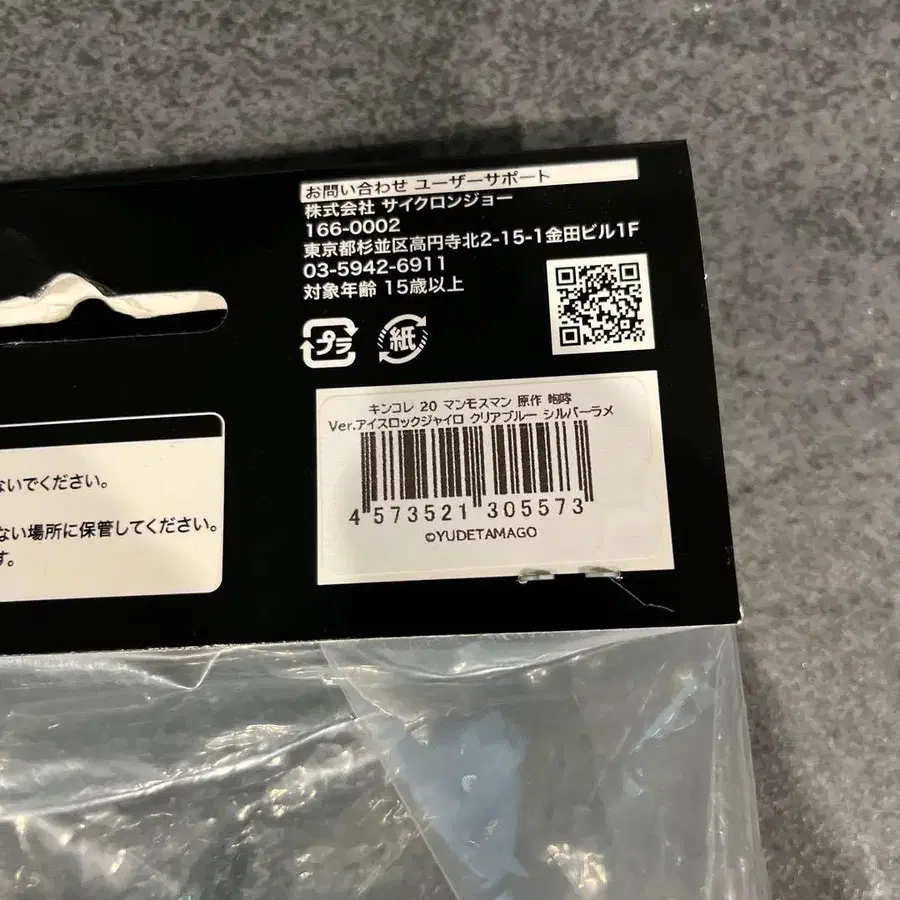 お問い合わせ ユーザーサポート
株式会社 サイクロンジョー
166-0002
東京都杉並区高円寺北2-15-1金田ビル1F
03-5942-6911
対象年齢 15歳以上
プラ
紙
キンコレ 20 マンモスマン 原作 咆哮
Ver.アイスロックジャイロ クリアブルー シルバーラメ
4 573521 305573
©YUDETAMAGO
ないでください。
ない場所に保管してください。
す。